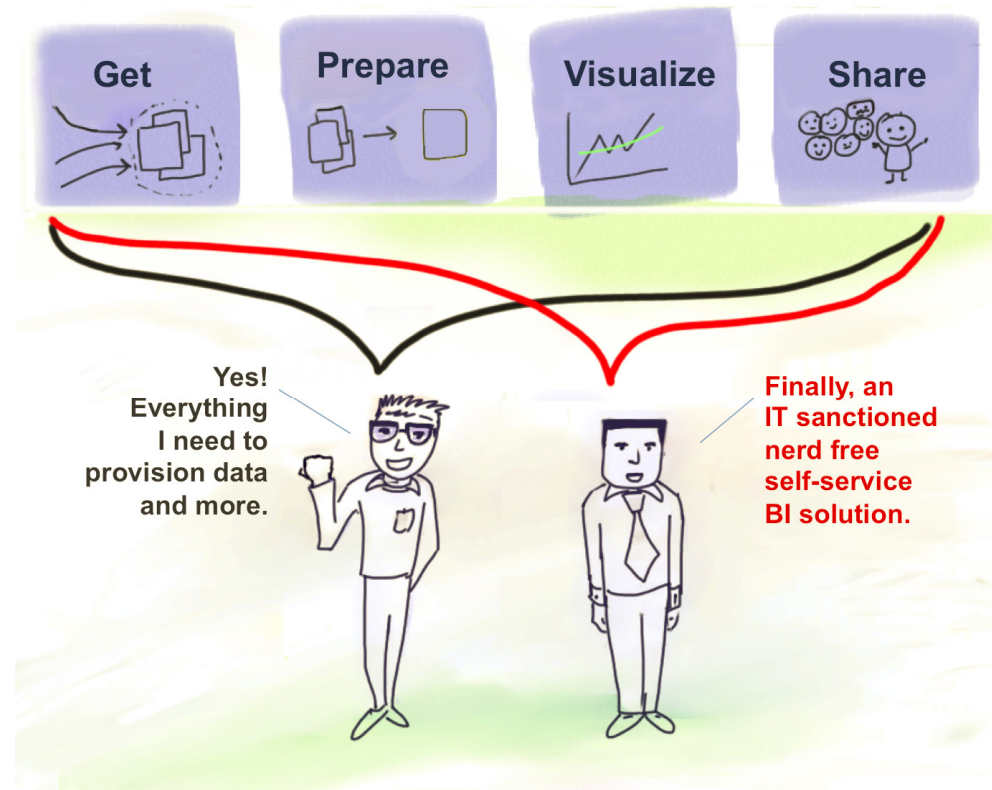 Get
Prepare
Visualize
Share
Yes!
Everything
I need to
provision data
and more.
Finally, an
IT sanctioned
nerd free
self-service
BI solution.